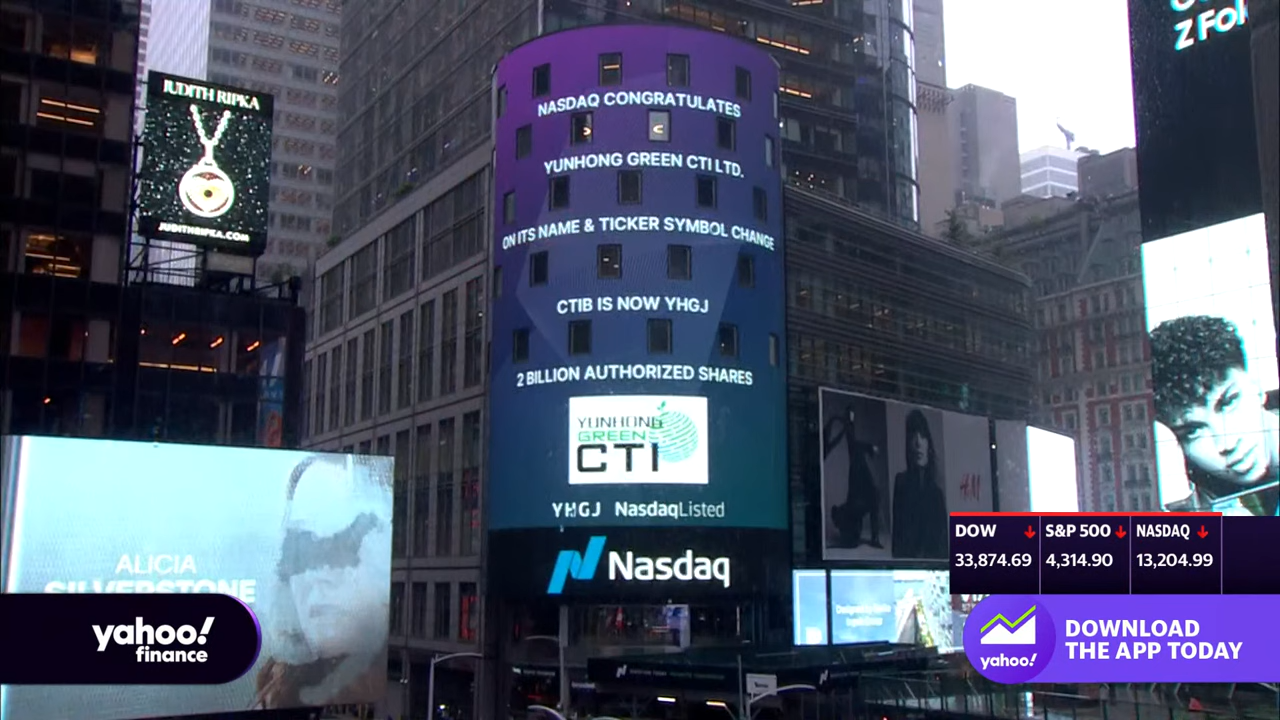 JUDITH RIPKA
JUDITHRIPKA.COM
NASDAQ CONGRATULATES
YUNHONG GREEN CTI LTD.
ON ITS NAME & TICKER SYMBOL CHANGE
CTIB IS NOW YHGJ
2 BILLION AUTHORIZED SHARES
YUNHONG
GREEN
CTI
YHGJ NasdaqListed
Nasdaq
Z Fol
H&M
ALICIA
SILVERSTONE
yahoo!
finance
DOW
33,874.69
S&P 500
4,314.90
NASDAQ
13,204.99
yahoo!
DOWNLOAD
THE APP TODAY